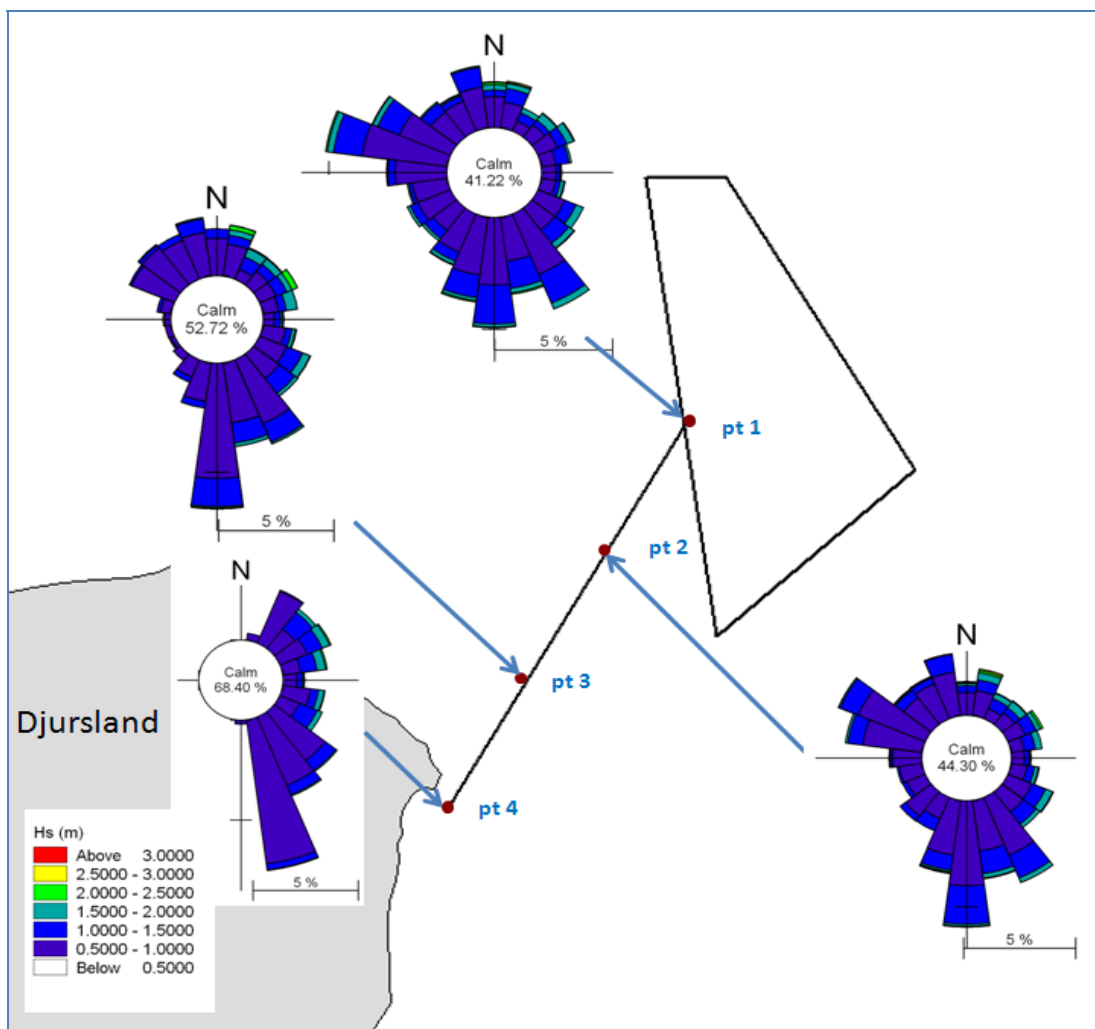 N
Calm
41.22 %
5 %
N
Calm
52.72 %
5 %
pt 1
pt 2
N
Calm
68.40 %
5 %
pt 3
N
Calm
44.30 %
5 %
Djursland
pt 4
Hs (m)
Above 3.0000
2.5000 - 3.0000
2.0000 - 2.5000
1.5000 - 2.0000
1.0000 - 1.5000
0.5000 - 1.0000
Below 0.5000